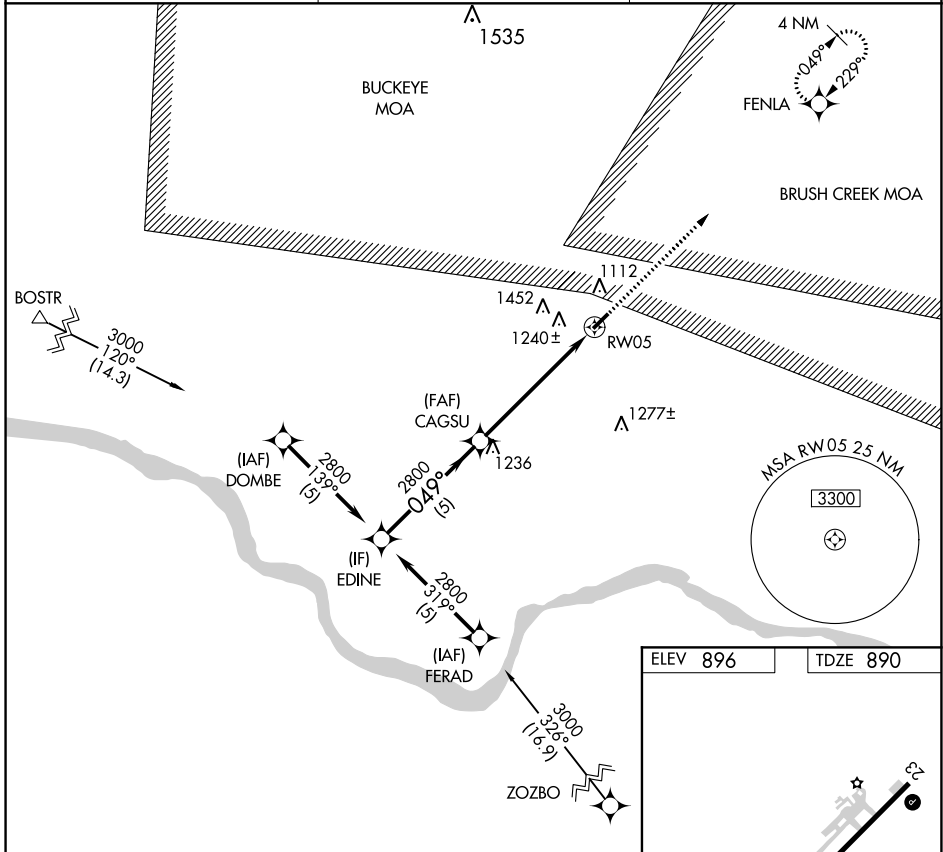 1535
4 NM
049°
229°
FENLA
BUCKEYE
MOA
BRUSH CREEK MOA
1112
1452
1240±
RW05
BOSTR
3000
120°
(14.3)
(FAF)
CAGSU
1277±
1236
(IAF)
DOMBE
2800
139°
(5)
2800
049°
(5)
MSA RW05 25 NM
3300
(IF)
EDINE
2800
319°
(5)
(IAF)
FERAD
3000
326°
(16.9)
ZOZBO
ELEV 896
TDZE 890
23
P